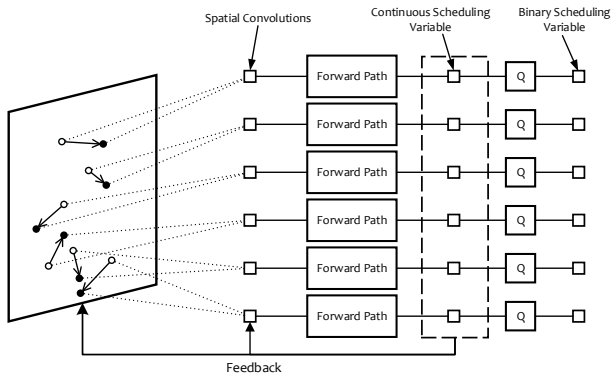 Spatial Convolutions
Continuous Scheduling
Variable
Binary Scheduling
Variable
Forward Path
Q
Forward Path
Q
Forward Path
Q
Forward Path
Q
Forward Path
Q
Forward Path
Q
Feedback